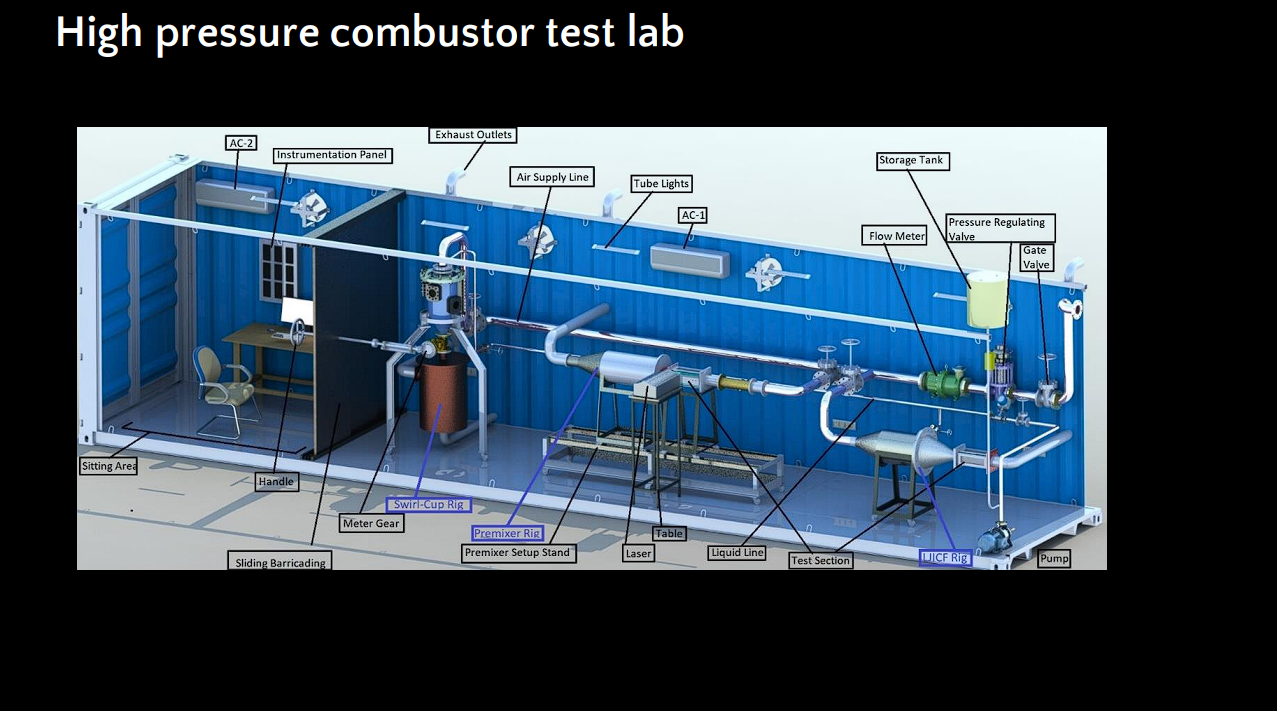 High pressure combustor test lab
Exhaust Outlets
AC-2
Instrumentation Panel
Storage Tank
Air Supply Line
Tube Lights
AC-1
Pressure Regulating
Valve
Flow Meter
Gate
Valve
Sitting Area
Handle
Swirl-Cup Rig
Meter Gear
Premixer Rig
Table
Premixer Setup Stand
Laser
Liquid Line
Test Section
LJICF Rig
Pump
Sliding Barricading